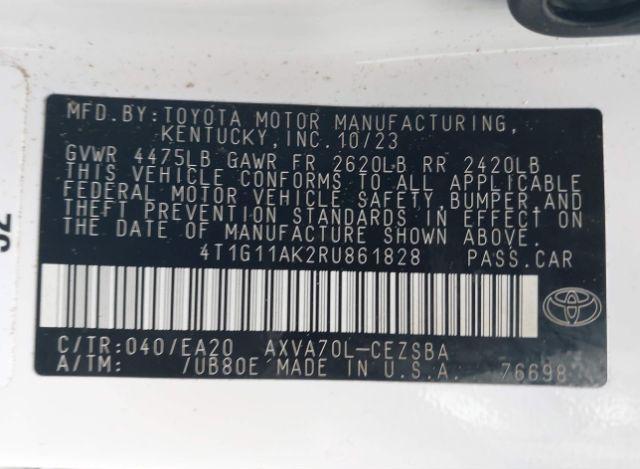 MFD.BY:TOYOTA MOTOR MANUFACTURING,
KENTUCKY,INC.10/23
GVWR 4475LB GAWR FR 2620LB RR 2420LB
THIS VEHICLE CONFORMS TO ALL APPLICABLE
FEDERAL MOTOR VEHICLE SAFETY,BUMPER,AND
THEFT PREVENTION STANDARDS IN EFFECT ON
THE DATE OF MANUFACTURE SHOWN ABOVE.
4T1G11AK2RU861828 PASS.CAR
C/TR:040/EA20 AXVA70L-CEZSBA
A/TM: /UB80E MADE IN U.S.A. 76698